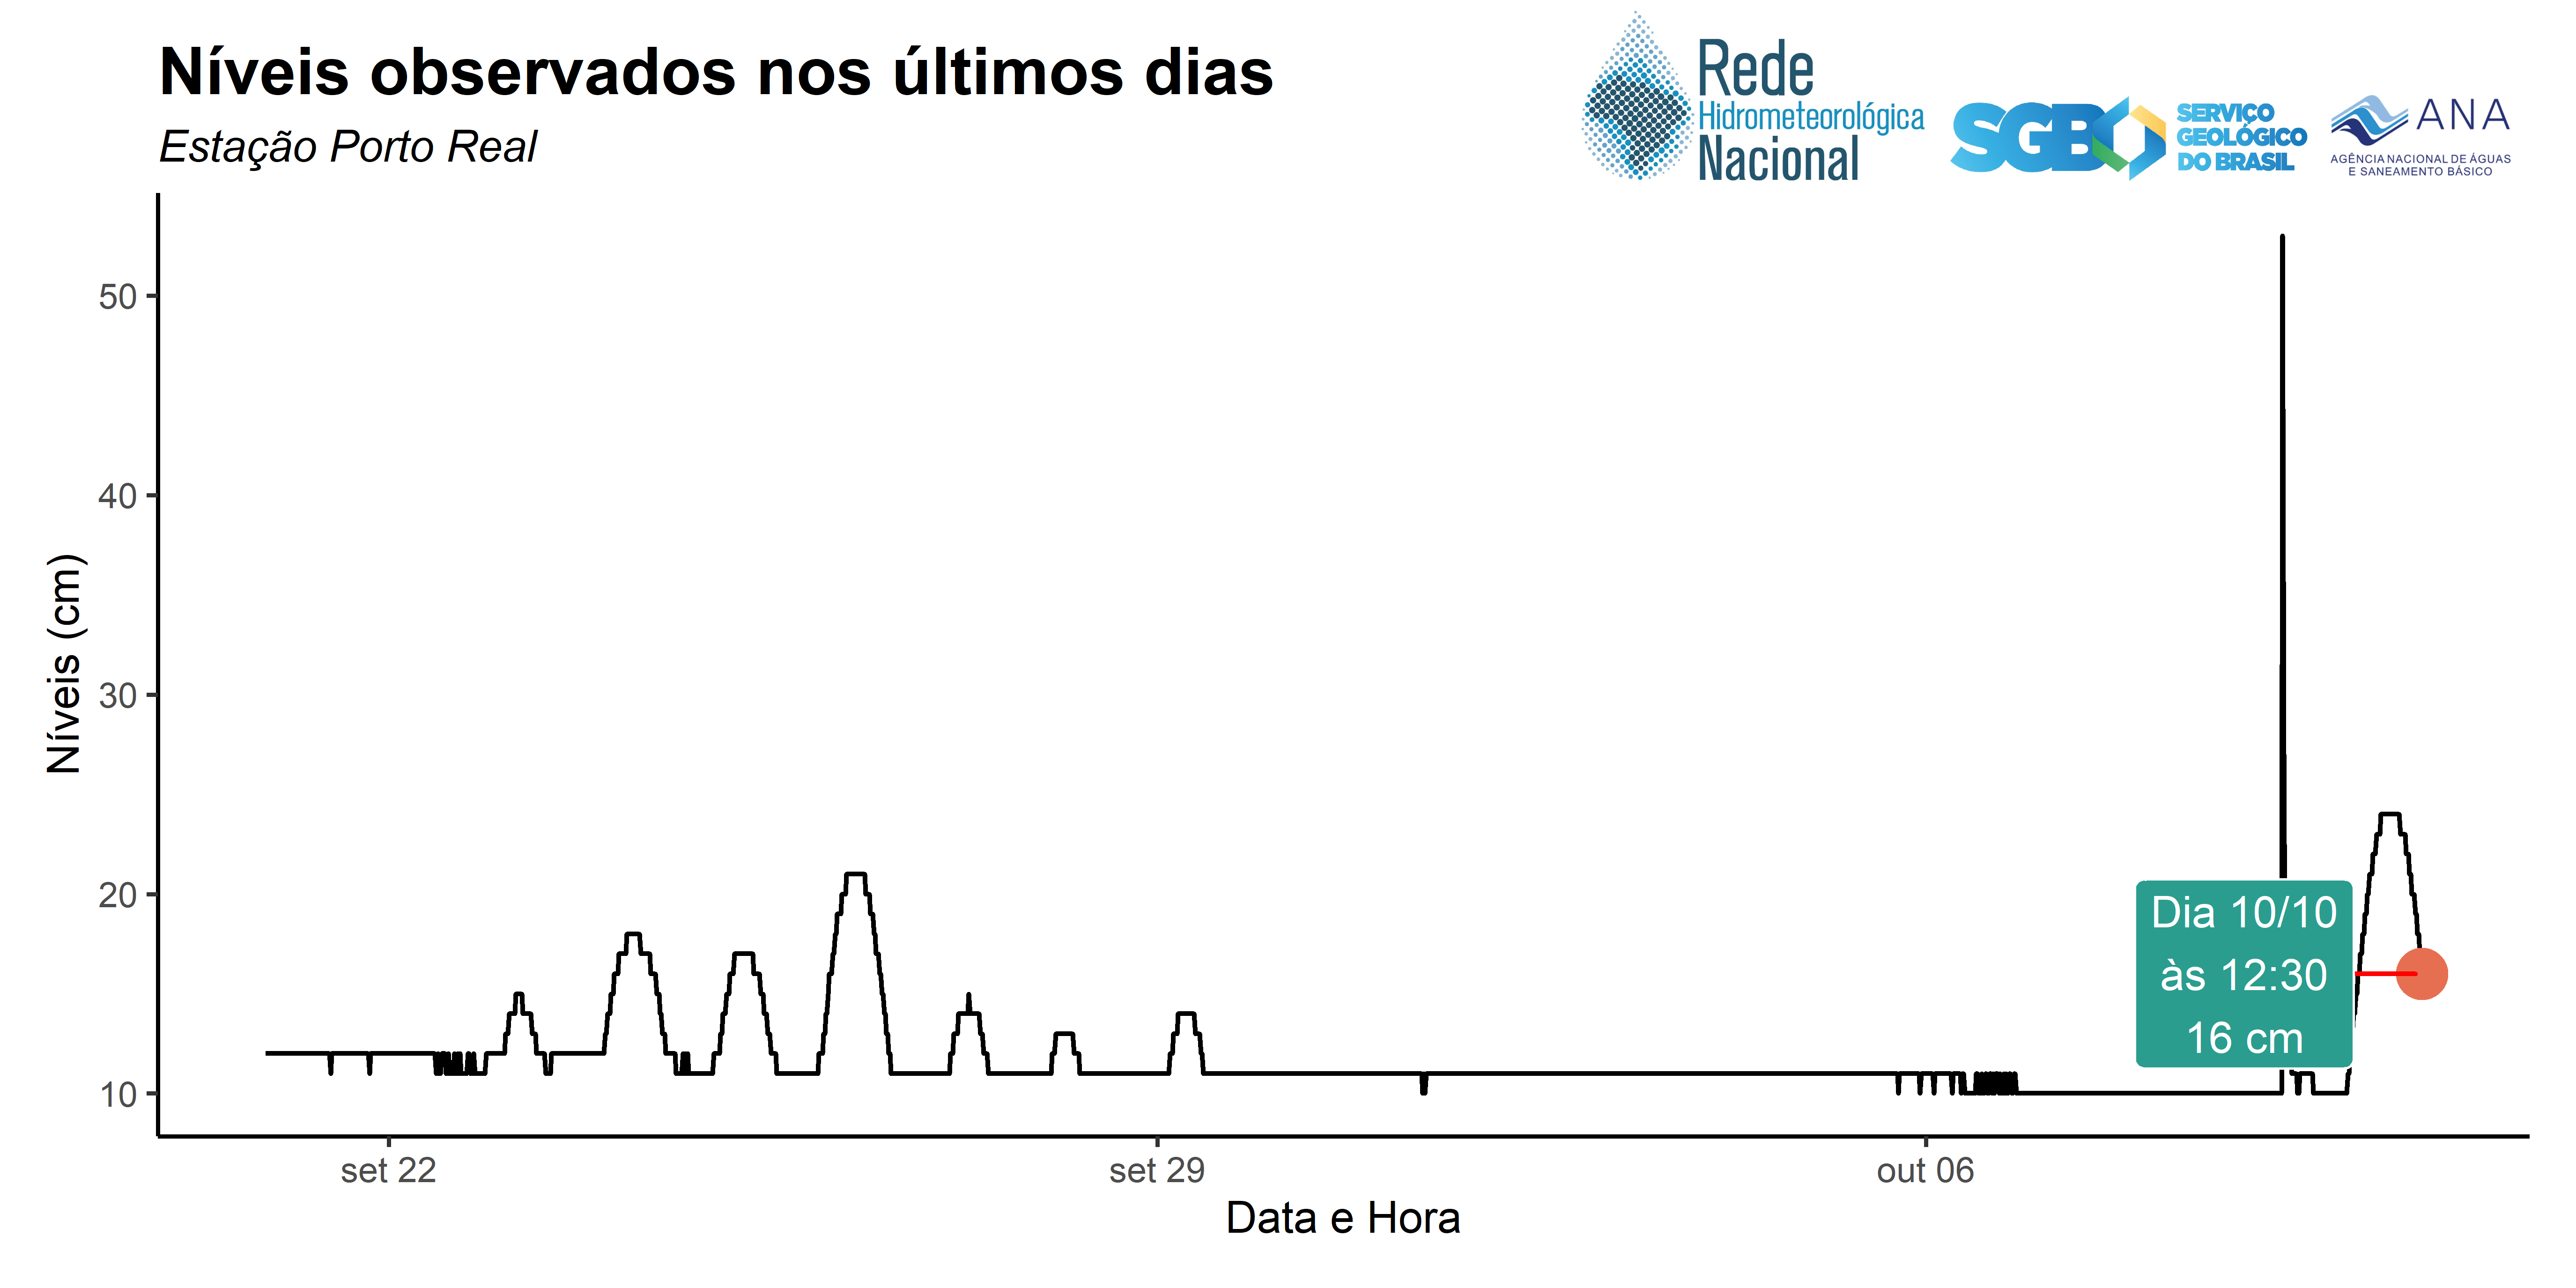 Níveis observados nos últimos dias
Estação Porto Real
Rede
Hidrometeorológica
Nacional
SGB
SERVIÇO
GEOLÓGICO
DO BRASIL
ANA
AGÊNCIA NACIONAL DE ÁGUAS
E SANEAMENTO BÁSICO
Níveis (cm)
50
40
30
20
10
Dia 10/10
às 12:30
16 cm
set 22
set 29
out 06
Data e Hora